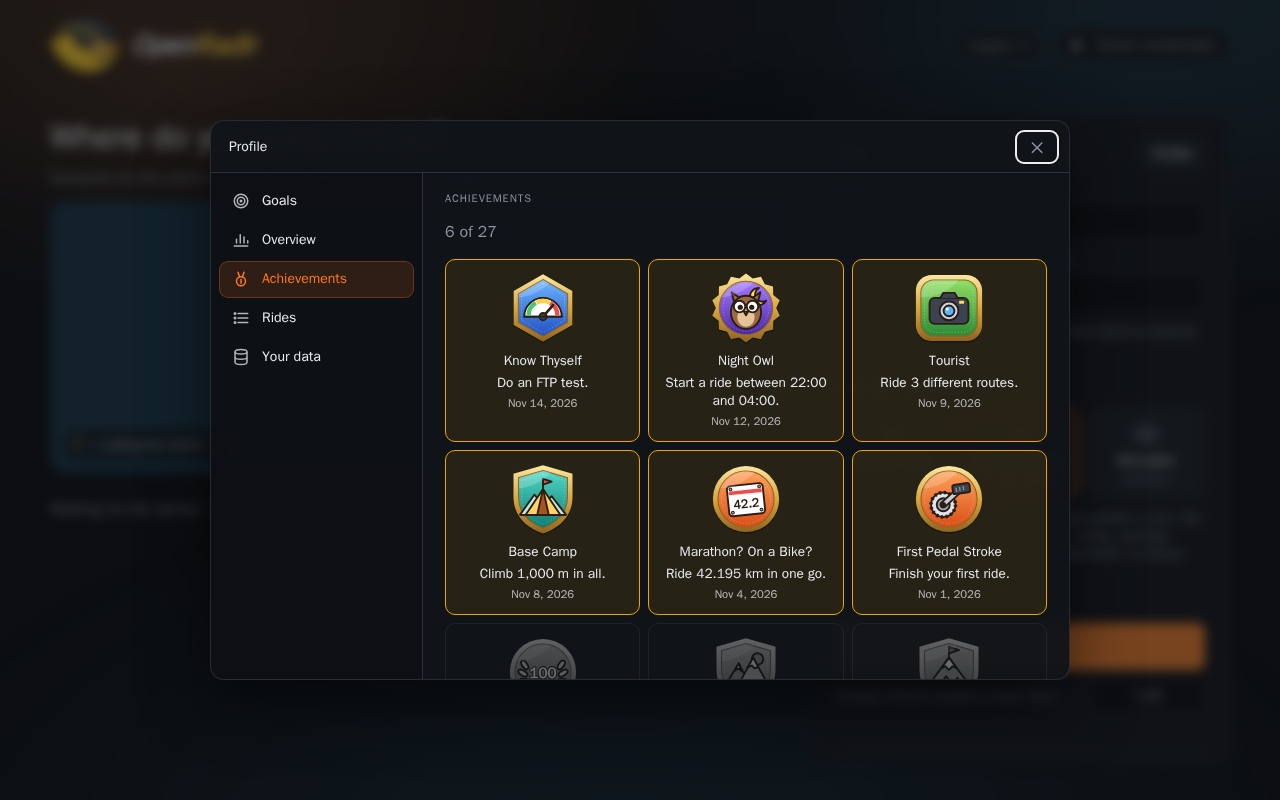 Where do y
Profile
Goals
Overview
Achievements
Rides
Your data
ACHIEVEMENTS
6 of 27
Know Thyself
Do an FTP test.
Nov 14, 2026
Night Owl
Start a ride between 22:00
and 04:00.
Nov 12, 2026
Tourist
Ride 3 different routes.
Nov 9, 2026
Base Camp
Climb 1,000 m in all.
Nov 8, 2026
42.2
Marathon? On a Bike?
Ride 42.195 km in one go.
Nov 4, 2026
First Pedal Stroke
Finish your first ride.
Nov 1, 2026
100